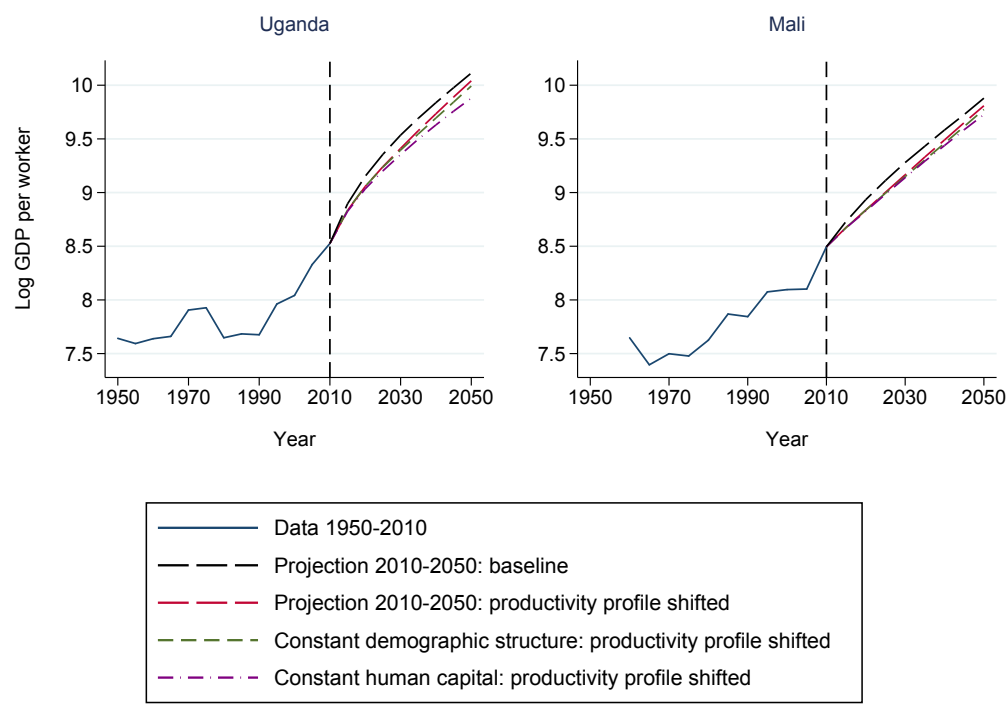 Uganda
Mali
Log GDP per worker
10
9.5
9
8.5
8
7.5
1950 1970 1990 2010 2030 2050
Year
10
9.5
9
8.5
8
7.5
1950 1970 1990 2010 2030 2050
Year
Data 1950-2010
Projection 2010-2050: baseline
Projection 2010-2050: productivity profile shifted
Constant demographic structure: productivity profile shifted
Constant human capital: productivity profile shifted